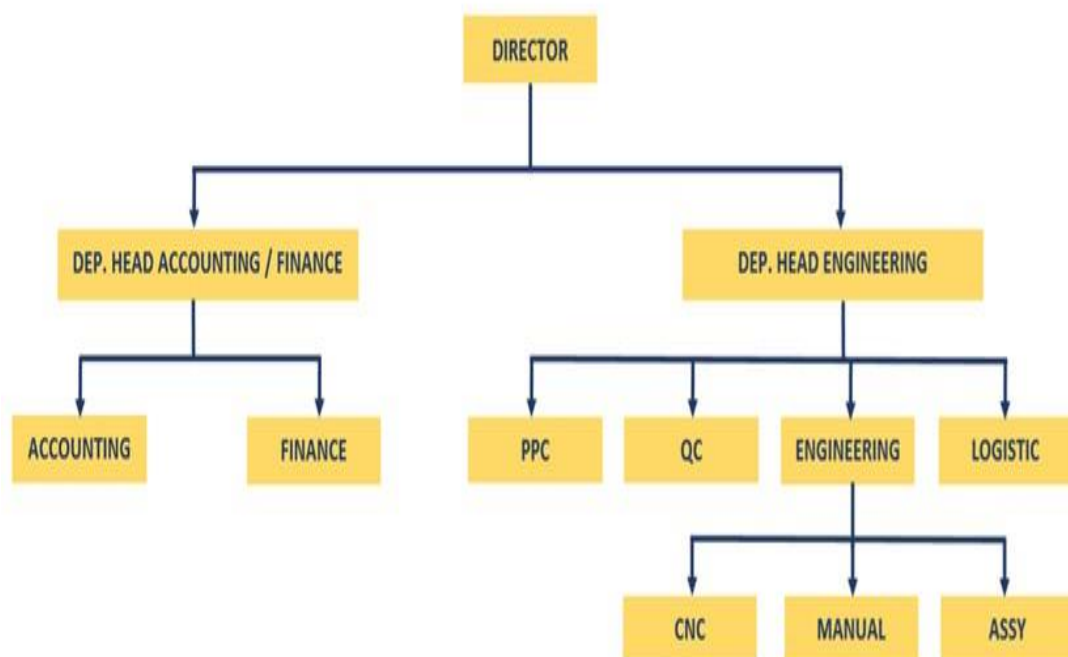 DIRECTOR
DEP. HEAD ACCOUNTING / FINANCE
DEP. HEAD ENGINEERING
ACCOUNTING
FINANCE
PPC
QC
ENGINEERING
LOGISTIC
CNC
MANUAL
ASSY